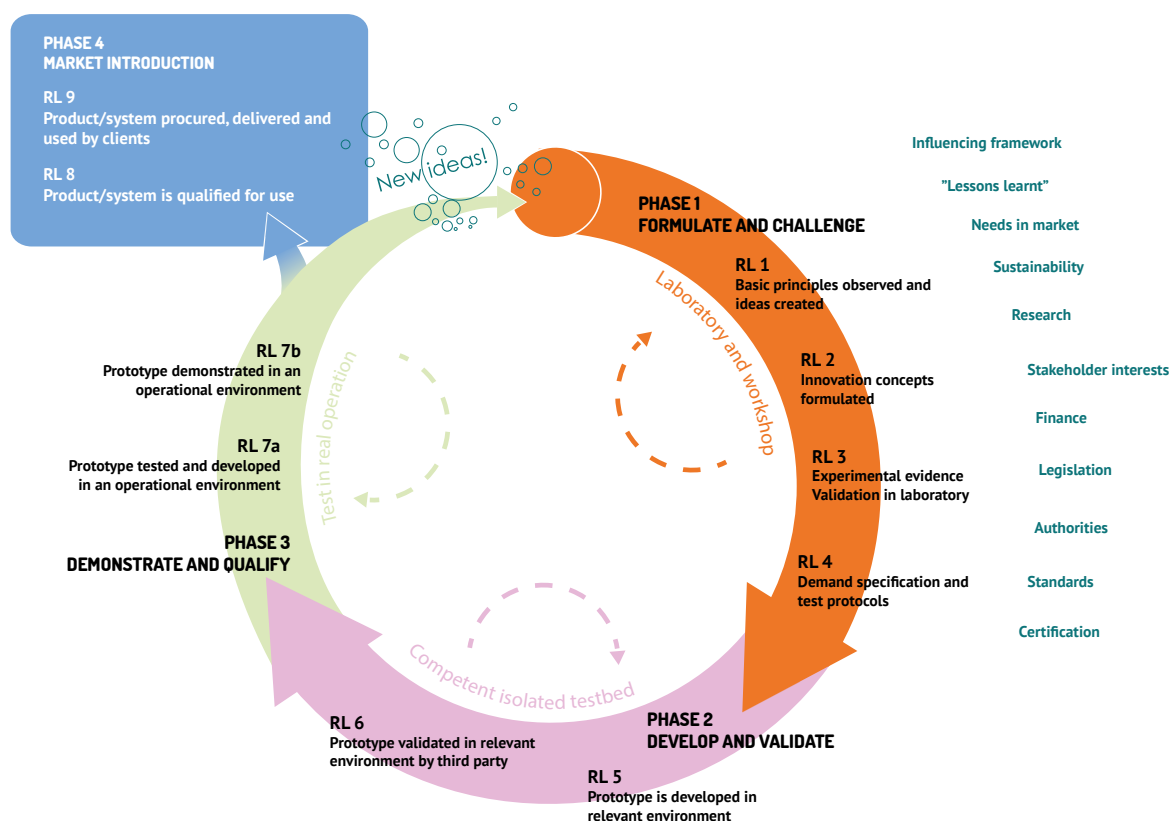 PHASE 4
MARKET INTRODUCTION
RL 9
Product/system procured, delivered and
used by clients
RL 8
Product/system is qualified for use
New ideas!
PHASE 1
FORMULATE AND CHALLENGE
RL 1
Basic principles observed and
ideas created
RL 2
Innovation concepts
formulated
RL 3
Experimental evidence
Validation in laboratory
RL 4
Demand specification and
test protocols
Laboratory and workshop
Influencing framework
”Lessons learnt”
Needs in market
Sustainability
Research
Stakeholder interests
Finance
Legislation
Authorities
Standards
Certification
PHASE 2
DEVELOP AND VALIDATE
RL 5
Prototype is developed in
relevant environment
RL 6
Prototype validated in relevant
environment by third party
Competent isolated testbed
PHASE 3
DEMONSTRATE AND QUALIFY
RL 7a
Prototype tested and developed
in an operational environment
RL 7b
Prototype demonstrated in an
operational environment
Test in real operation